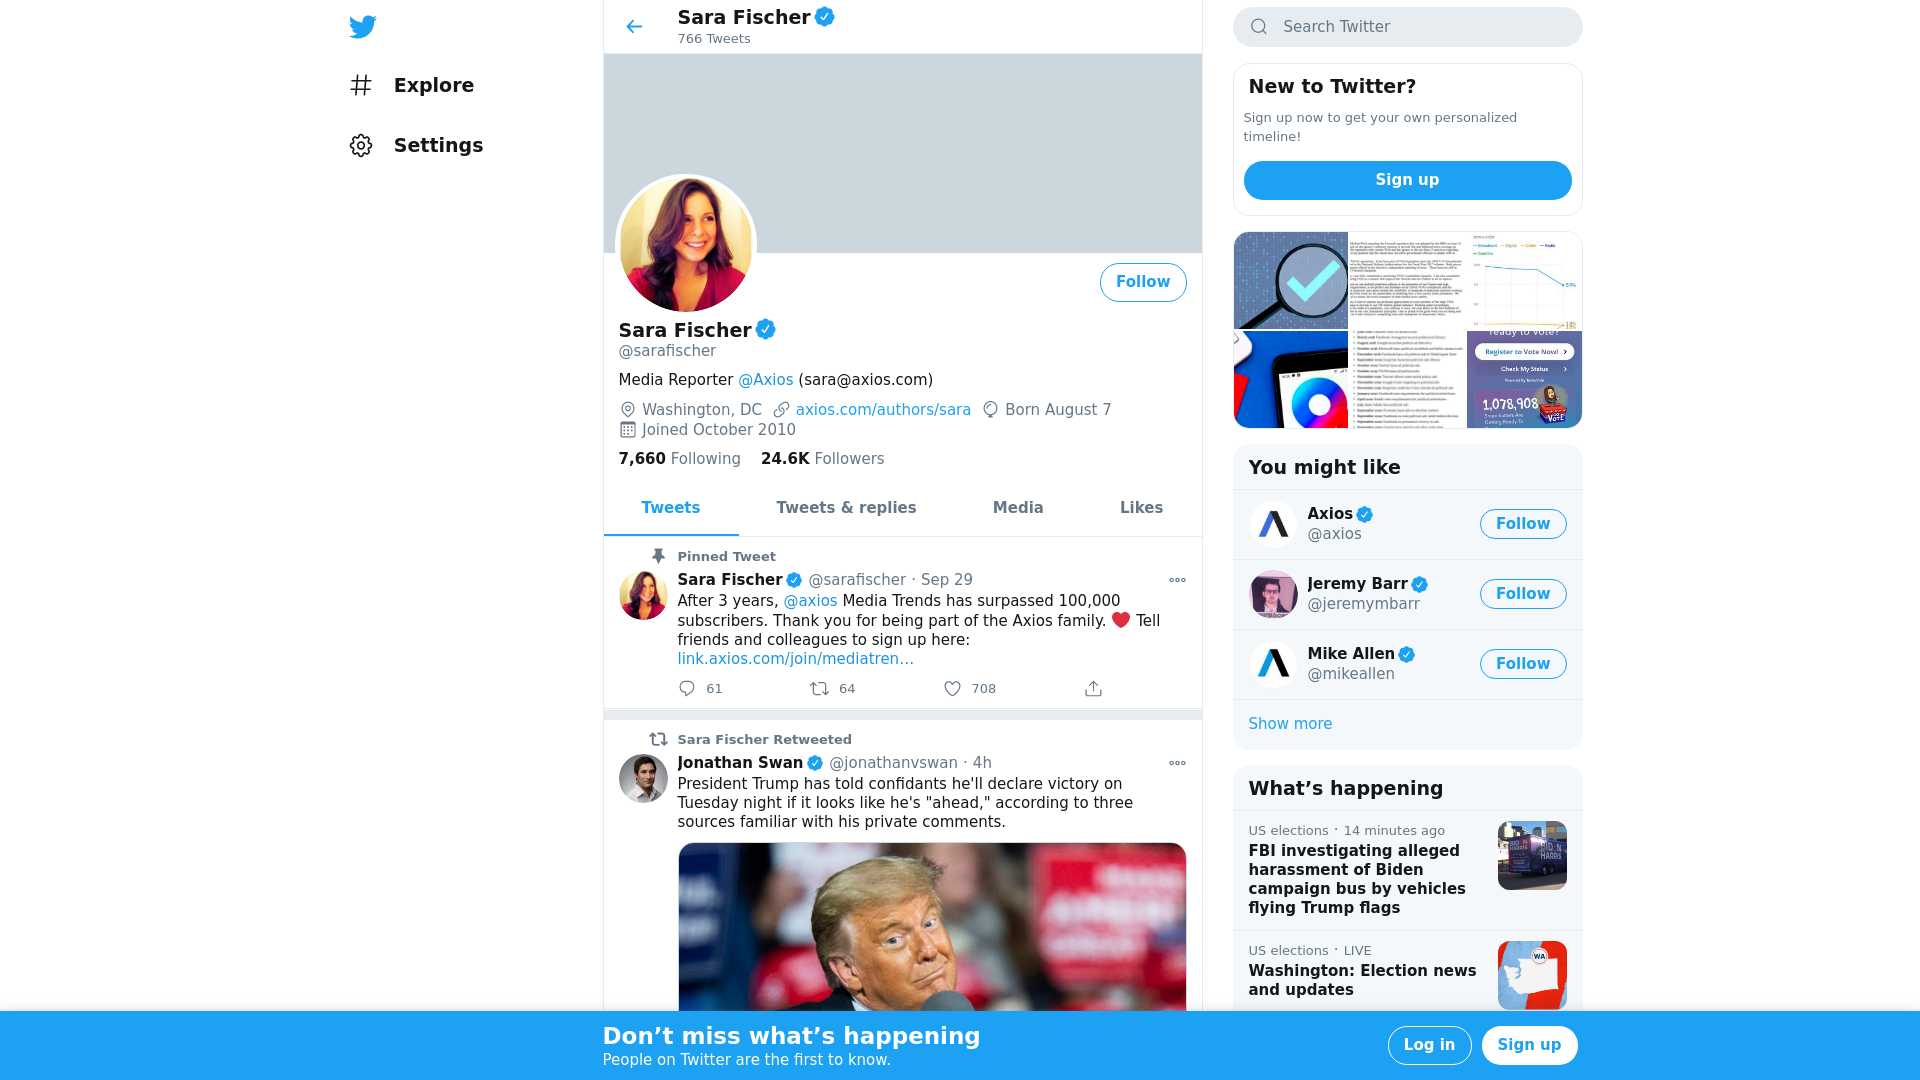 Explore
Settings
Sara Fischer
766 Tweets
Follow
Sara Fischer
@sarafischer
Media Reporter @Axios (sara@axios.com)
Washington, DC axios.com/authors/sara Born August 7
Joined October 2010
7,660 Following 24.6K Followers
Tweets Tweets & replies Media Likes
Pinned Tweet
Sara Fischer @sarafischer · Sep 29
After 3 years, @axios Media Trends has surpassed 100,000
subscribers. Thank you for being part of the Axios family. Tell
friends and colleagues to sign up here:
link.axios.com/join/mediatren…
61 64 708
Sara Fischer Retweeted
Jonathan Swan @jonathanvswan · 4h
President Trump has told confidants he'll declare victory on
Tuesday night if it looks like he's "ahead," according to three
sources familiar with his private comments.
Search Twitter
New to Twitter?
Sign up now to get your own personalized
timeline!
Sign up
ready to vote?
Register to Vote Now!
Check My Status
1,078,908
VOTE
You might like
Axios
@axios
Follow
Jeremy Barr
@jeremymbarr
Follow
Mike Allen
@mikeallen
Follow
Show more
What’s happening
US elections · 14 minutes ago
FBI investigating alleged
harassment of Biden
campaign bus by vehicles
flying Trump flags
BIDEN
HARRIS
US elections · LIVE
Washington: Election news
and updates
WA
Don’t miss what’s happening
People on Twitter are the first to know.
Log in
Sign up